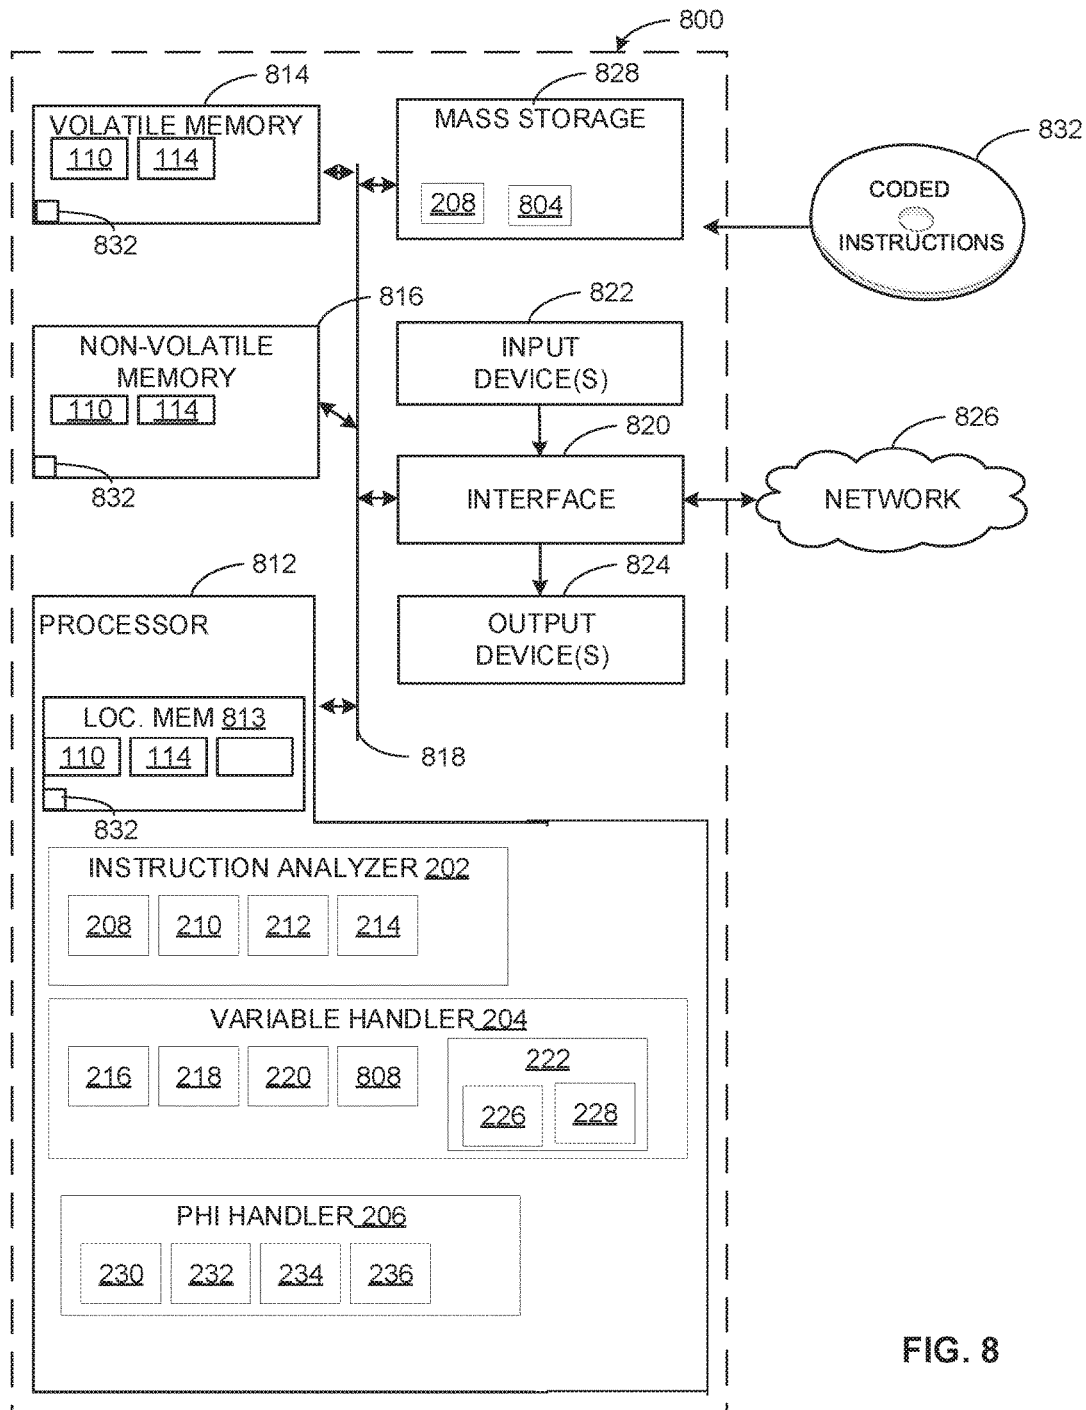 800
814
VOLATILE MEMORY
110 114
832
828
MASS STORAGE
208 804
832
CODED
INSTRUCTIONS
816
NON-VOLATILE
MEMORY
110 114
832
822
INPUT
DEVICE(S)
820
INTERFACE
826
NETWORK
824
OUTPUT
DEVICE(S)
812
PROCESSOR
LOC. MEM 813
110 114
832
818
INSTRUCTION ANALYZER 202
208 210 212 214
VARIABLE HANDLER 204
216 218 220 808
222
226 228
PHI HANDLER 206
230 232 234 236
FIG. 8